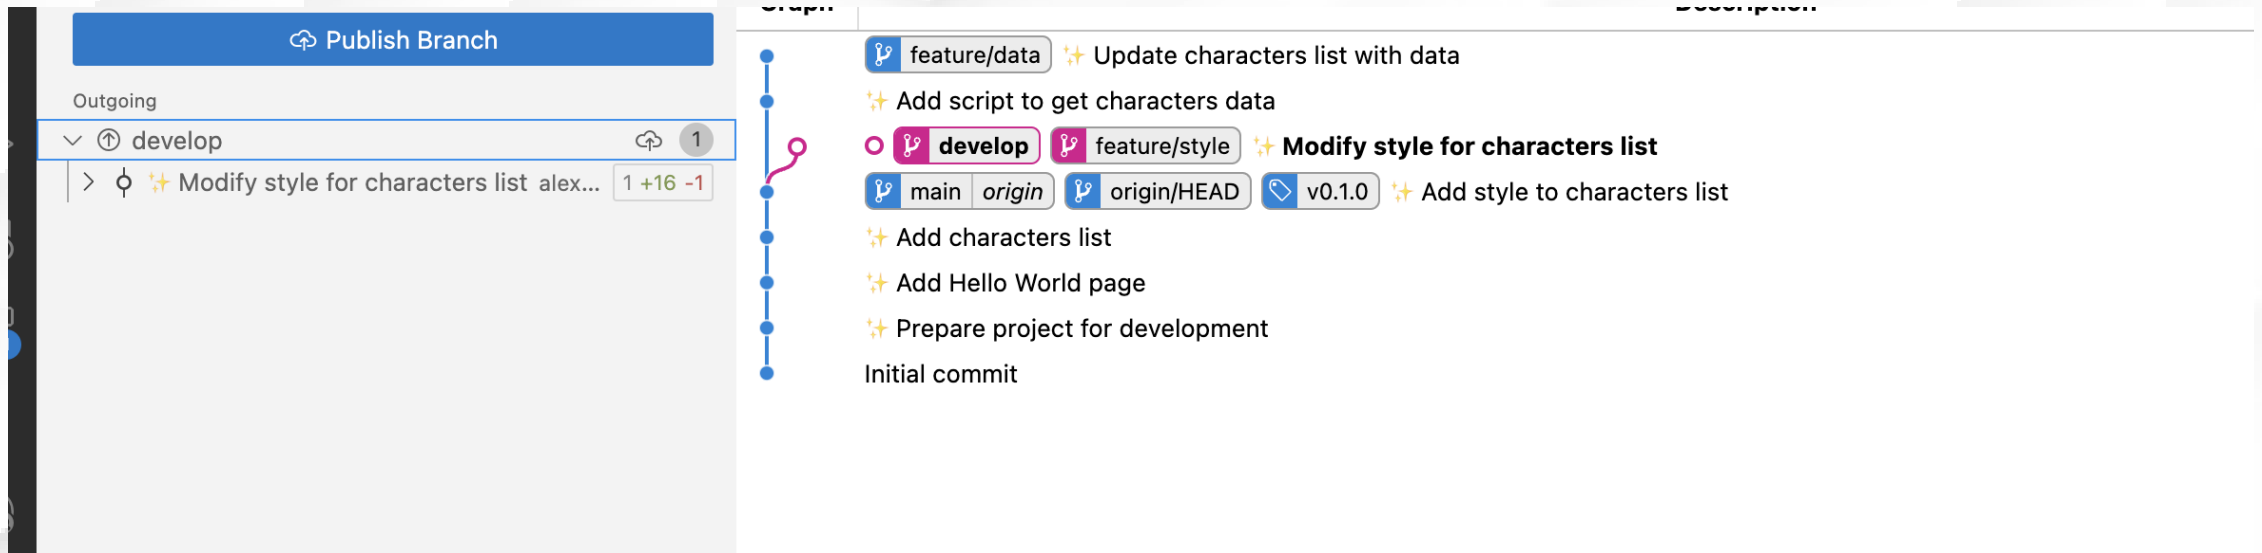 Publish Branch
Outgoing
develop 1
✨ Modify style for characters list alex... 1 +16 -1
Graph Description
feature/data ✨ Update characters list with data
✨ Add script to get characters data
develop feature/style ✨ Modify style for characters list
main origin origin/HEAD v0.1.0 ✨ Add style to characters list
✨ Add characters list
✨ Add Hello World page
✨ Prepare project for development
Initial commit